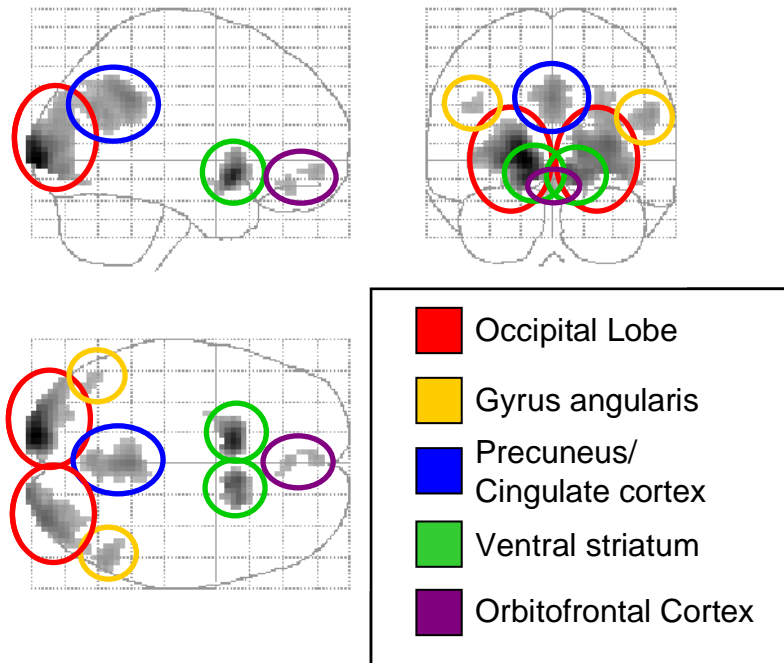 Occipital Lobe
Gyrus angularis
Precuneus/
Cingulate cortex
Ventral striatum
Orbitofrontal Cortex